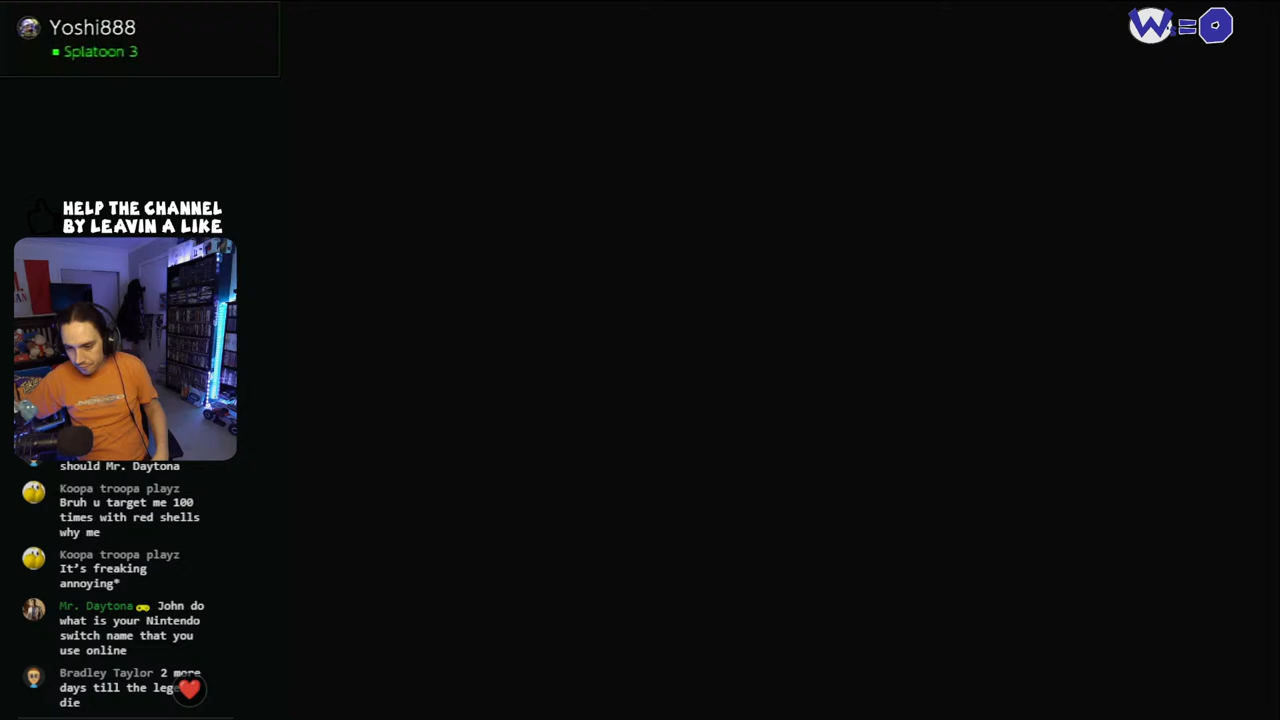 Yoshi888
Splatoon 3
W=0
HELP THE CHANNEL
BY LEAVIN A LIKE
should Mr. Daytona
Koopa troopa playz
Bruh u target me 100
times with red shells
why me
Koopa troopa playz
It's freaking
annoying*
Mr. Daytona John do
what is your Nintendo
switch name that you
use online
Bradley Taylor 2 more
days till the
die